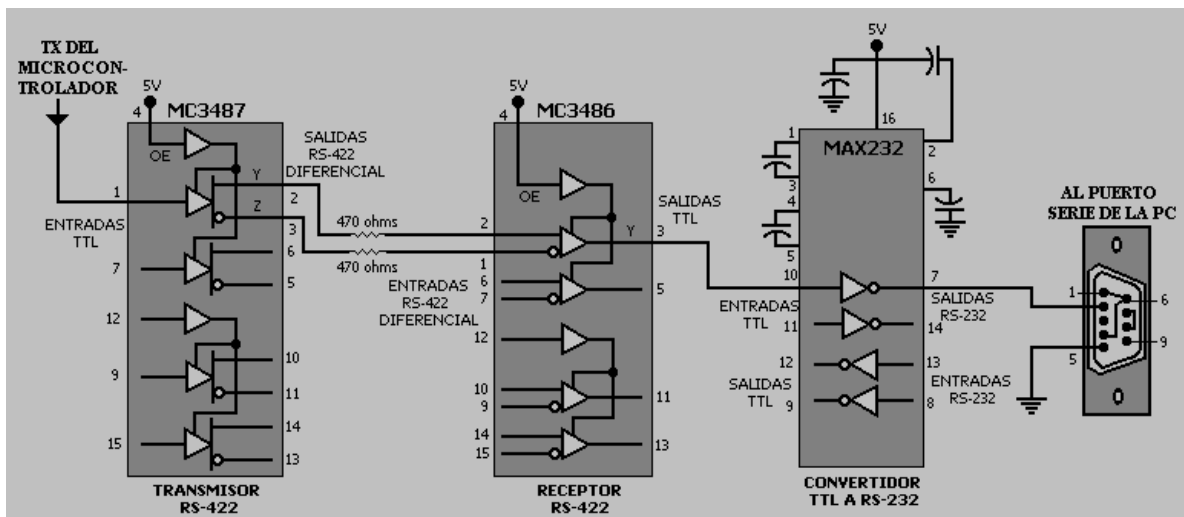 TX DEL
MICROCON-
TROLADOR
5V
4
MC3487
OE
1
ENTRADAS
TTL
7
12
9
15
Y
Z
SALIDAS
RS-422
DIFERENCIAL
2
3
6
5
10
11
14
13
TRANSMISOR
RS-422
470 ohms
470 ohms
5V
4
MC3486
OE
2
1
6
7
ENTRADAS
RS-422
DIFERENCIAL
12
10
9
14
15
Y
SALIDAS
TTL
3
5
11
13
RECEPTOR
RS-422
5V
16
MAX232
1
3
4
5
2
6
10
ENTRADAS
TTL
11
12
SALIDAS
TTL
9
7
SALIDAS
RS-232
14
13
ENTRADAS
RS-232
8
CONVERTIDOR
TTL A RS-232
AL PUERTO
SERIE DE LA PC
1
5
6
9